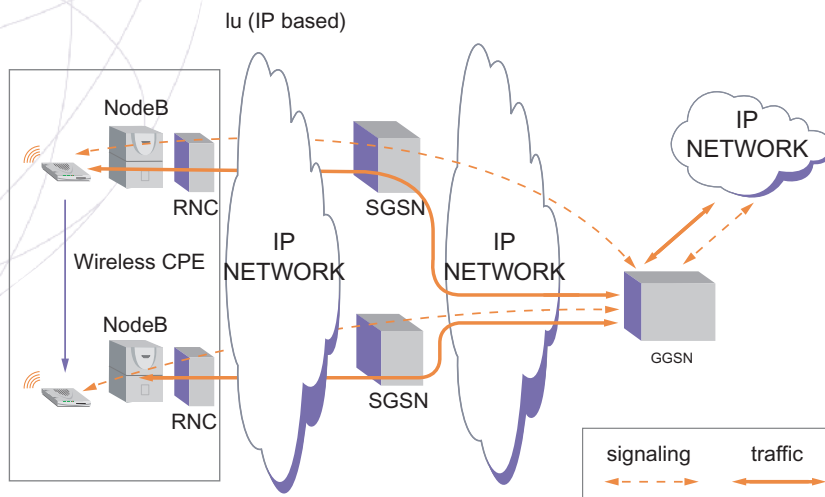 Iu (IP based)
NodeB
RNC
SGSN
IP
NETWORK
IP
NETWORK
IP
NETWORK
Wireless CPE
NodeB
RNC
SGSN
GGSN
signaling
traffic